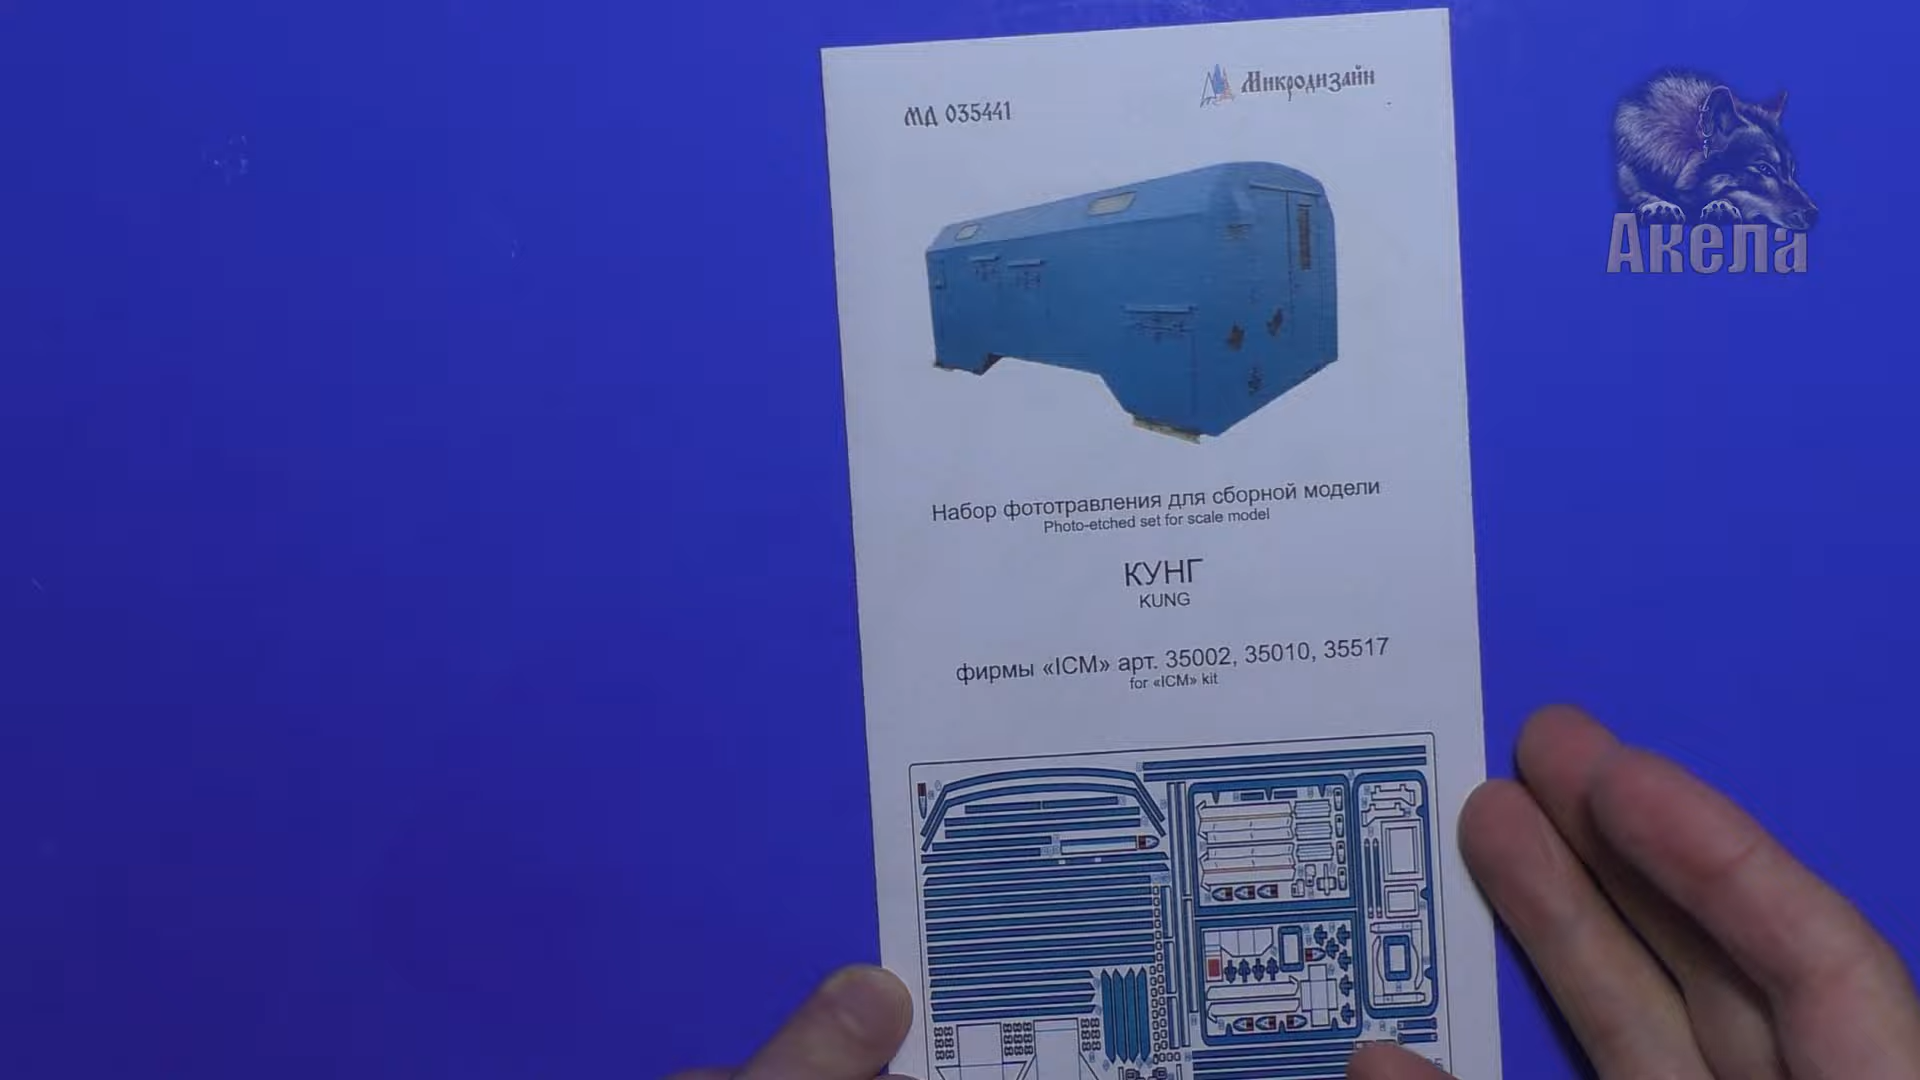 Микродизайн
МД 035441
Акела
Набор фототравления для сборной модели
Photo-etched set for scale model
КУНГ
KUNG
фирмы «ICM» арт. 35002, 35010, 35517
for «ICM» kit